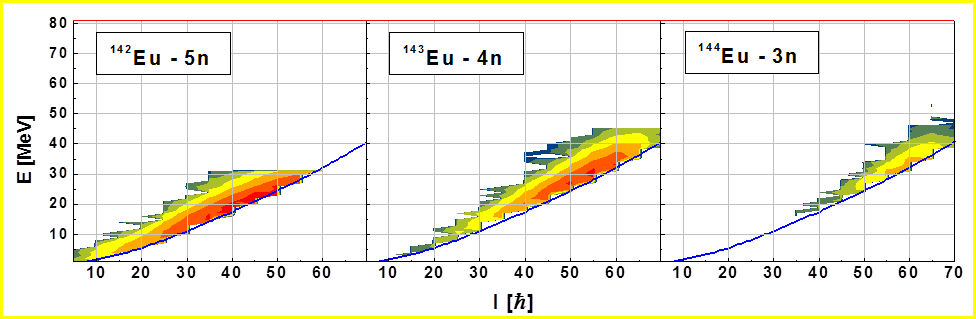 ¹⁴²Eu - 5n
¹⁴³Eu - 4n
¹⁴⁴Eu - 3n
E [MeV]
80
70
60
50
40
30
20
10
10 20 30 40 50 60
10 20 30 40 50 60
10 20 30 40 50 60 70
I [ℏ]